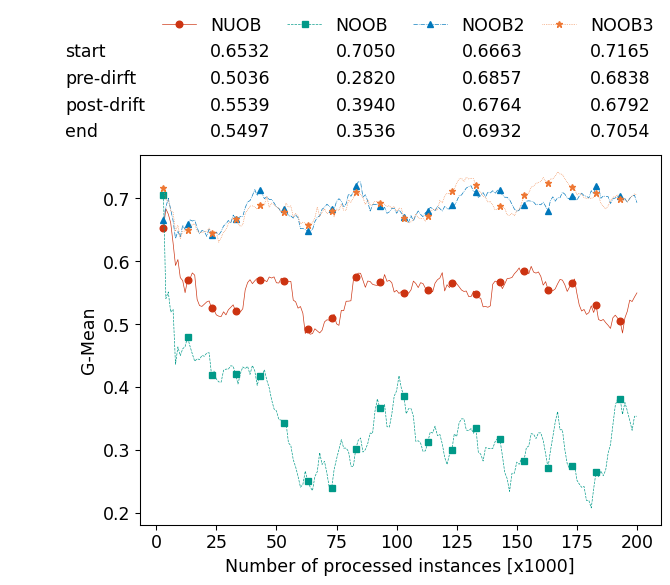 NUOB NOOB NOOB2 NOOB3
start 0.6532 0.7050 0.6663 0.7165
pre-dirft 0.5036 0.2820 0.6857 0.6838
post-drift 0.5539 0.3940 0.6764 0.6792
end 0.5497 0.3536 0.6932 0.7054
0.7
0.6
0.5
0.4
0.3
0.2
G-Mean
0 25 50 75 100 125 150 175 200
Number of processed instances [x1000]